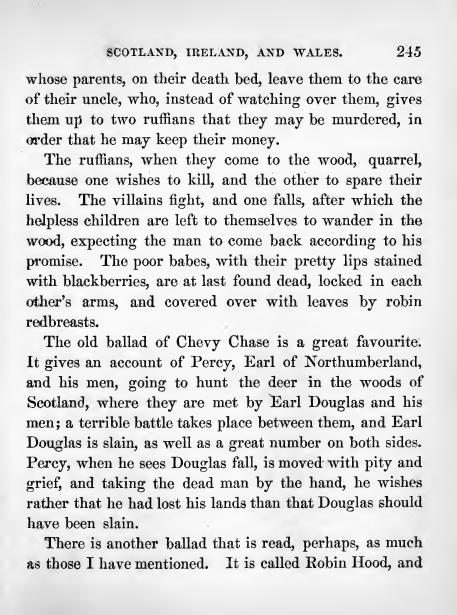 SCOTLAND, IRELAND, AND WALES. 245
whose parents, on their death bed, leave them to the care
of their uncle, who, instead of watching over them, gives
them up to two ruffians that they may be murdered, in
order that he may keep their money.
The ruffians, when they come to the wood, quarrel,
because one wishes to kill, and the other to spare their
lives. The villains fight, and one falls, after which the
helpless children are left to themselves to wander in the
wood, expecting the man to come back according to his
promise. The poor babes, with their pretty lips stained
with blackberries, are at last found dead, locked in each
other's arms, and covered over with leaves by robin
redbreasts.
The old ballad of Chevy Chase is a great favourite.
It gives an account of Percy, Earl of Northumberland,
and his men, going to hunt the deer in the woods of
Scotland, where they are met by Earl Douglas and his
men; a terrible battle takes place between them, and Earl
Douglas is slain, as well as a great number on both sides.
Percy, when he sees Douglas fall, is moved with pity and
grief, and taking the dead man by the hand, he wishes
rather that he had lost his lands than that Douglas should
have been slain.
There is another ballad that is read, perhaps, as much
as those I have mentioned. It is called Robin Hood, and